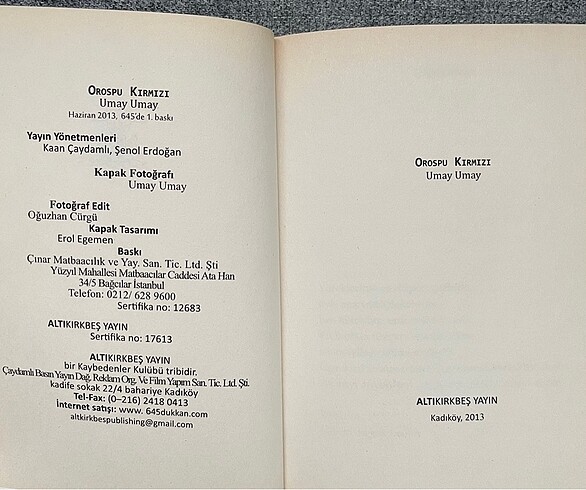 OROSPU KIRMIZI
Umay Umay
Haziran 2013, 645'de 1. baskı
Yayın Yönetmenleri
Kaan Çaydamlı, Şenol Erdoğan
Kapak Fotoğrafı
Umay Umay
Fotoğraf Edit
Oğuzhan Cürgü
Kapak Tasarımı
Erol Egemen
Baskı
Çınar Matbaacılık ve Yay. San. Tic. Ltd. Şti
Yüzyıl Mahallesi Matbaacılar Caddesi Ata Han
34/5 Bağcılar İstanbul
Telefon: 0212/ 628 9600
Sertifika no: 12683
ALTIKIRKBEŞ YAYIN
Sertifika no: 17613
ALTIKIRKBEŞ YAYIN
bir Kaybedenler Kulübü tribidir.
Çaydamlı Basın Yayın Dağ. Reklam Org. Ve Film Yapım San. Tic. Ltd. Şti.
kadife sokak 22/4 bahariye Kadıköy
Tel-Fax: (0–216) 2418 0413
İnternet satışı: www. 645dukkan.com
altkirkbespublishing@gmail.com
OROSPU KIRMIZI
Umay Umay
ALTIKIRKBEŞ YAYIN
Kadıköy, 2013